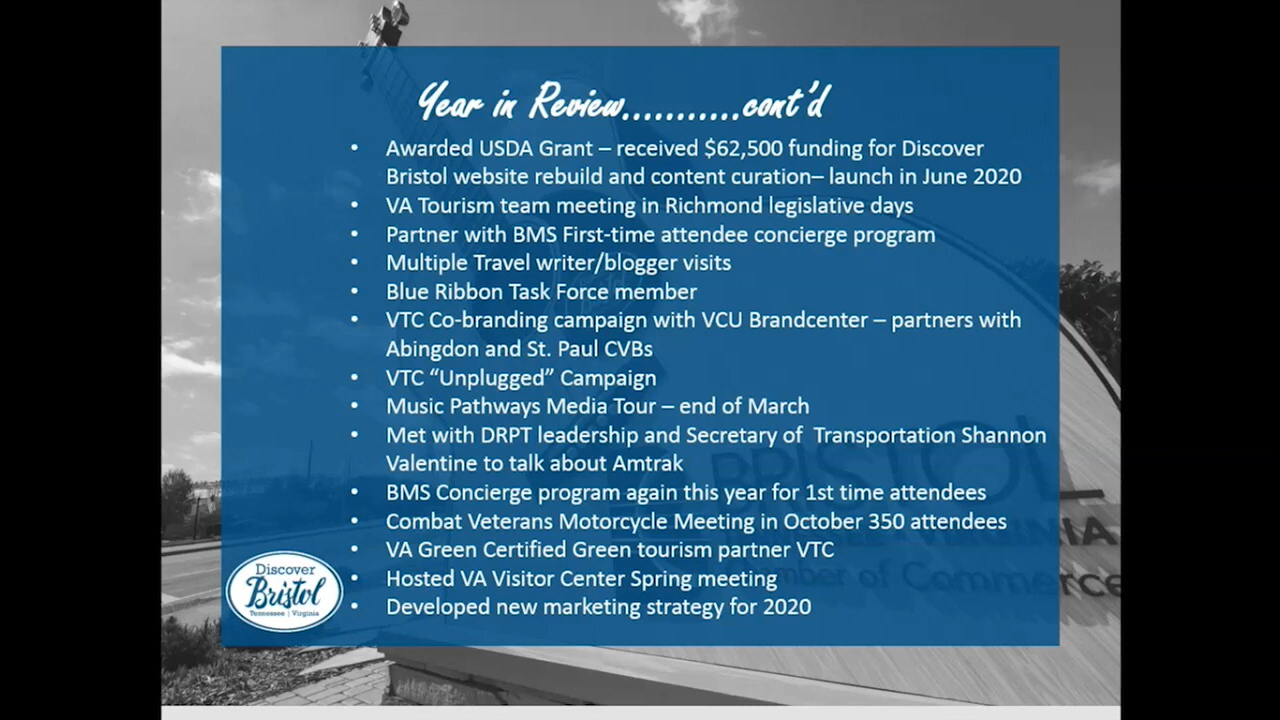 Year in Review...........cont'd
• Awarded USDA Grant – received $62,500 funding for Discover
Bristol website rebuild and content curation– launch in June 2020
• VA Tourism team meeting in Richmond legislative days
• Partner with BMS First-time attendee concierge program
• Multiple Travel writer/blogger visits
• Blue Ribbon Task Force member
• VTC Co-branding campaign with VCU Brandcenter – partners with
Abingdon and St. Paul CVBs
• VTC “Unplugged” Campaign
• Music Pathways Media Tour – end of March
• Met with DRPT leadership and Secretary of  Transportation Shannon
Valentine to talk about Amtrak
• BMS Concierge program again this year for 1st time attendees
• Combat Veterans Motorcycle Meeting in October 350 attendees
• VA Green Certified Green tourism partner VTC
• Hosted VA Visitor Center Spring meeting
• Developed new marketing strategy for 2020
Discover
Bristol
Tennessee | Virginia
BRISTOL
VIRGINIA
Chamber of Commerce